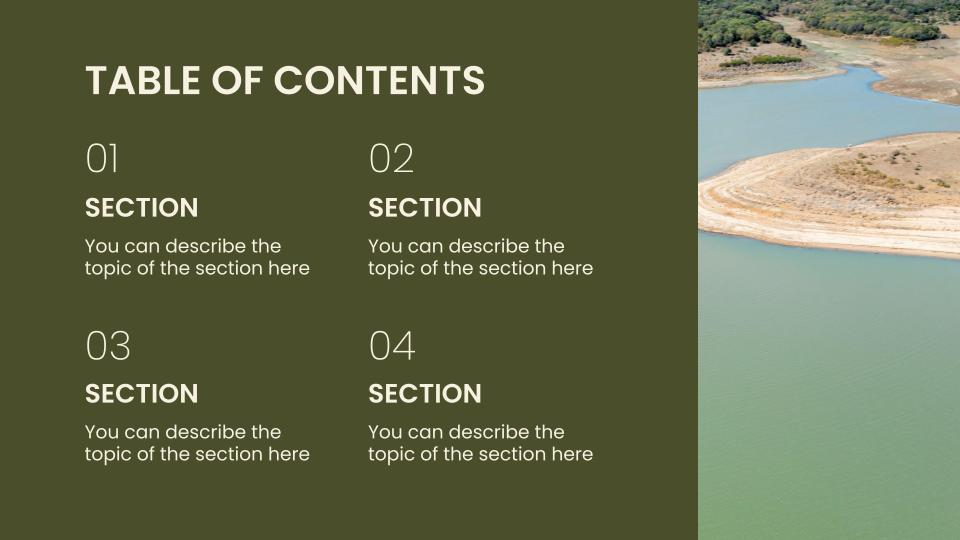 TABLE OF CONTENTS
01
SECTION
You can describe the
topic of the section here
02
SECTION
You can describe the
topic of the section here
03
SECTION
You can describe the
topic of the section here
04
SECTION
You can describe the
topic of the section here